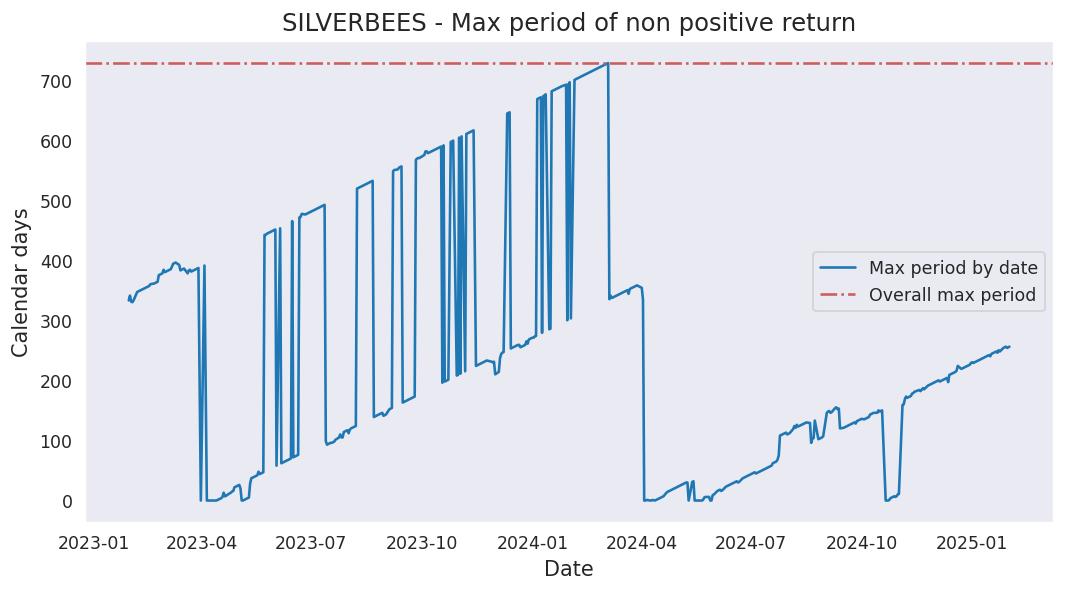 SILVERBEES - Max period of non positive return
Calendar days
700
600
500
400
300
200
100
0
Max period by date
Overall max period
2023-01 2023-04 2023-07 2023-10 2024-01 2024-04 2024-07 2024-10 2025-01
Date